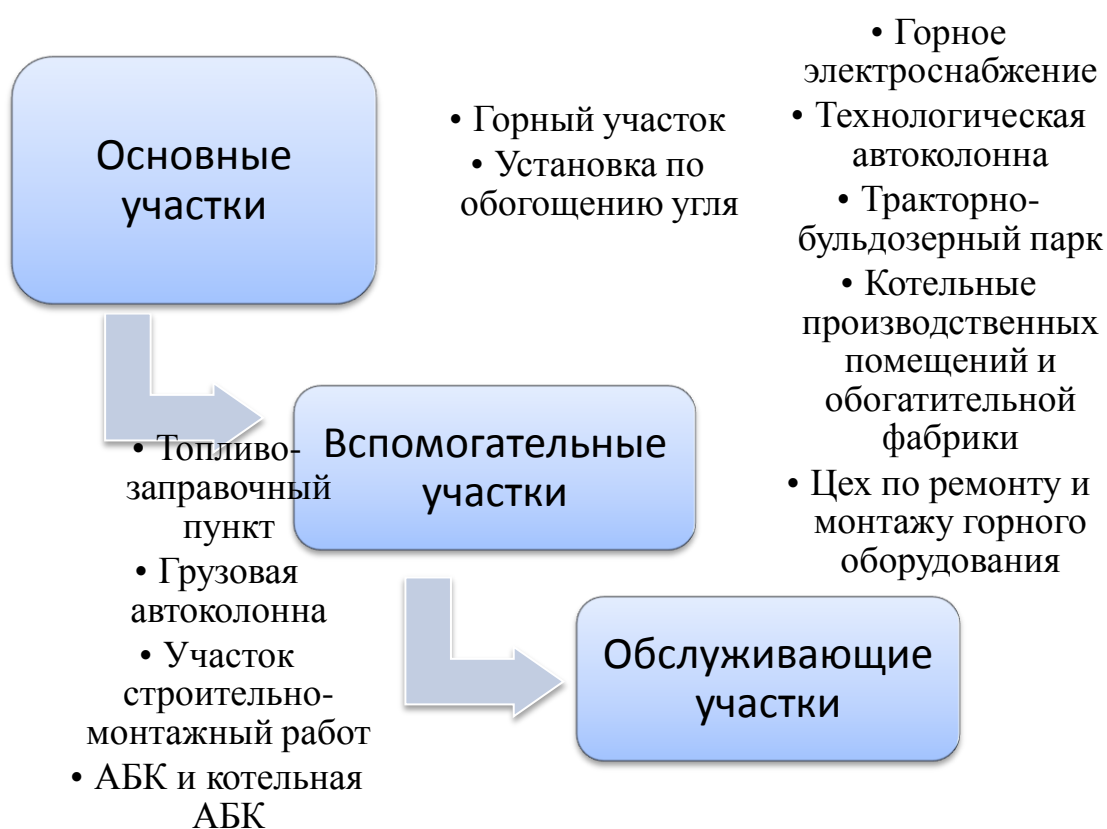 Основные
участки
• Горный участок
• Установка по
обогощению угля
• Горное
электроснабжение
• Технологическая
автоколонна
• Тракторно-
бульдозерный парк
• Котельные
производственных
помещений и
обогатительной
фабрики
• Цех по ремонту и
монтажу горного
оборудования
Вспомогательные
участки
• Топливо-
заправочный
пункт
• Грузовая
автоколонна
• Участок
строительно-
монтажный работ
• АБК и котельная
АБК
Обслуживающие
участки